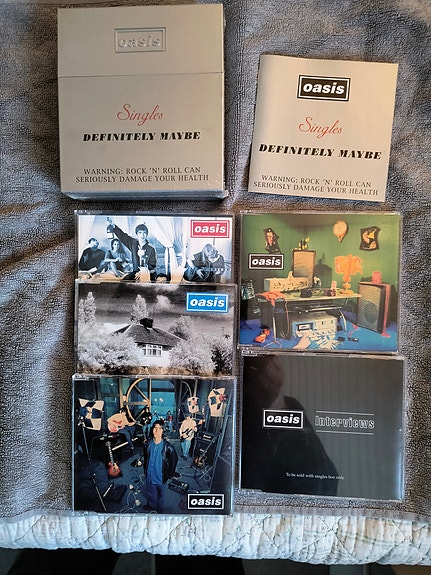 oasis
Singles
DEFINITELY MAYBE
WARNING: ROCK 'N' ROLL CAN
SERIOUSLY DAMAGE YOUR HEALTH
oasis
Singles
DEFINITELY MAYBE
WARNING: ROCK 'N' ROLL CAN
SERIOUSLY DAMAGE YOUR HEALTH
oasis
oasis
oasis
oasis
oasis Interviews
To be sold with singles box only